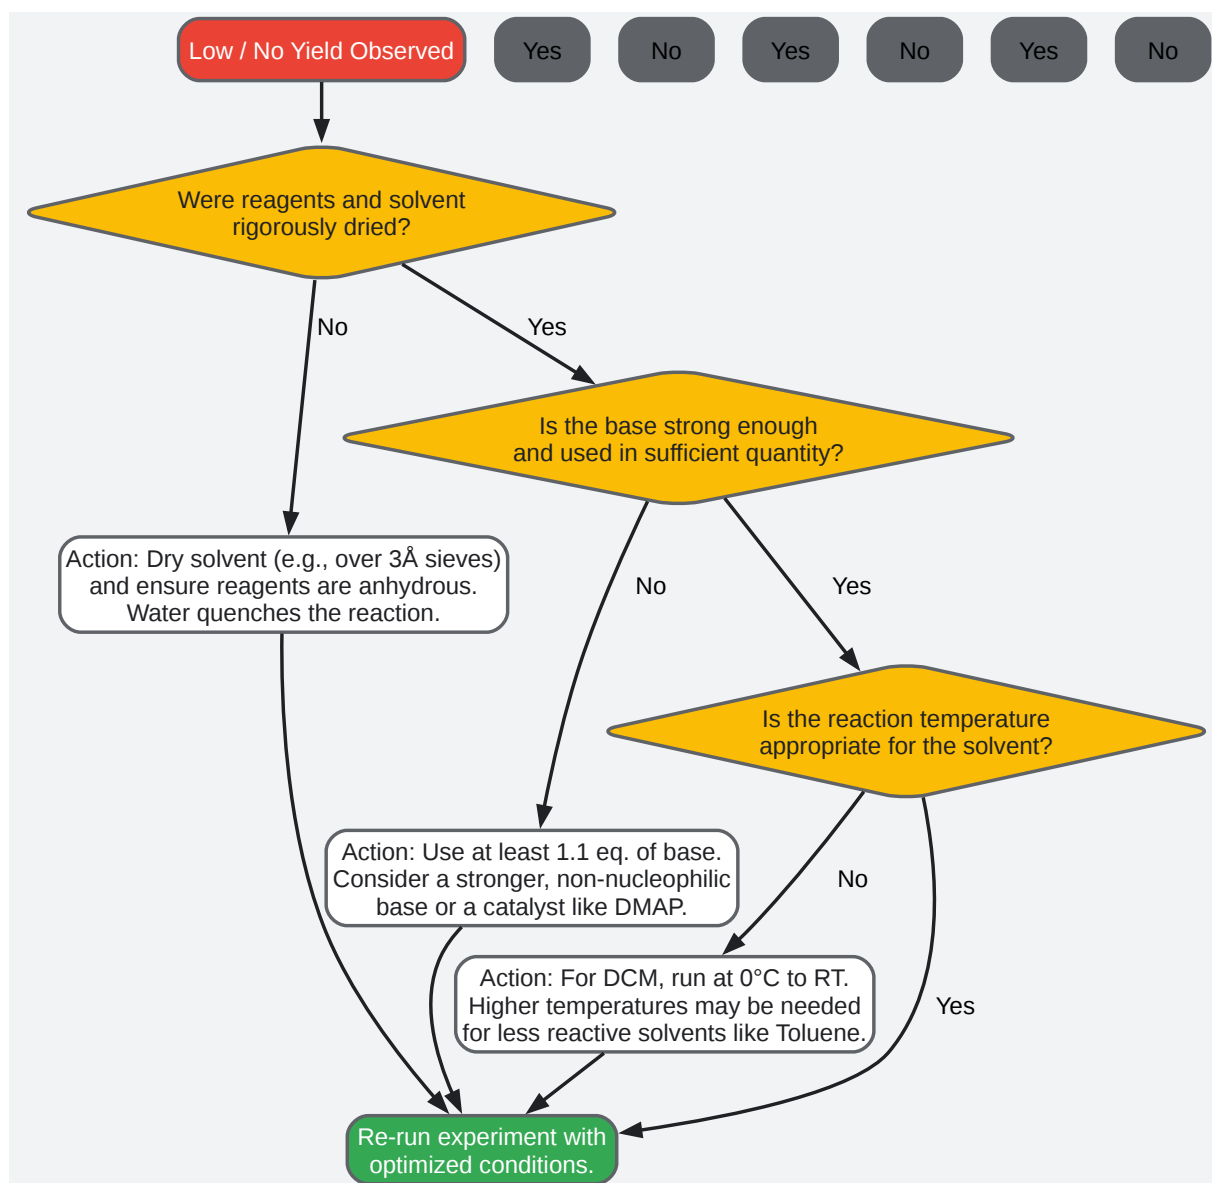 Low / No Yield Observed
Yes
No
Yes
No
Yes
No
Were reagents and solvent
rigorously dried?
No
Yes
Is the base strong enough
and used in sufficient quantity?
Action: Dry solvent (e.g., over 3Å sieves)
and ensure reagents are anhydrous.
Water quenches the reaction.
No
Yes
Is the reaction temperature
appropriate for the solvent?
Action: Use at least 1.1 eq. of base.
Consider a stronger, non-nucleophilic
base or a catalyst like DMAP.
No
Action: For DCM, run at 0°C to RT.
Higher temperatures may be needed
for less reactive solvents like Toluene.
Yes
Re-run experiment with
optimized conditions.